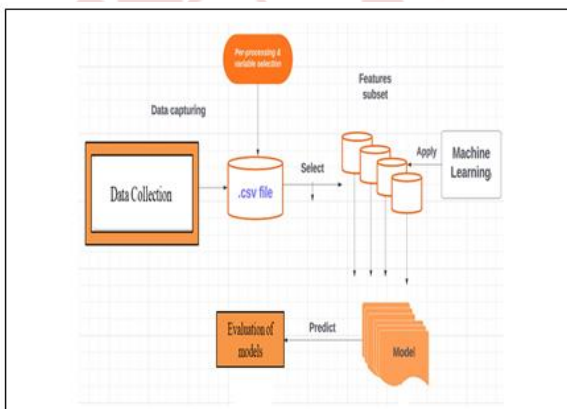 Per-processing &
variable selection
Features
subset
Data capturing
Data Collection
.csv file
Select
Apply
Machine
Learning
Evaluation of
models
Predict
Model